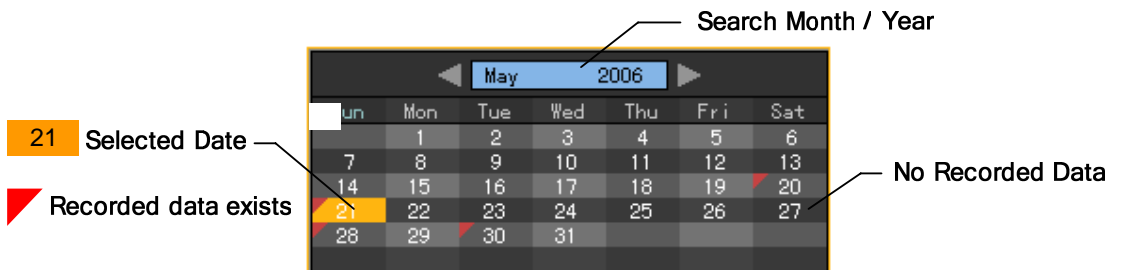 Search Month / Year
May 2006
un Mon Tue Wed Thu Fri Sat
1 2 3 4 5 6
7 8 9 10 11 12 13
14 15 16 17 18 19 20
21 22 23 24 25 26 27
28 29 30 31
21 Selected Date
Recorded data exists
No Recorded Data